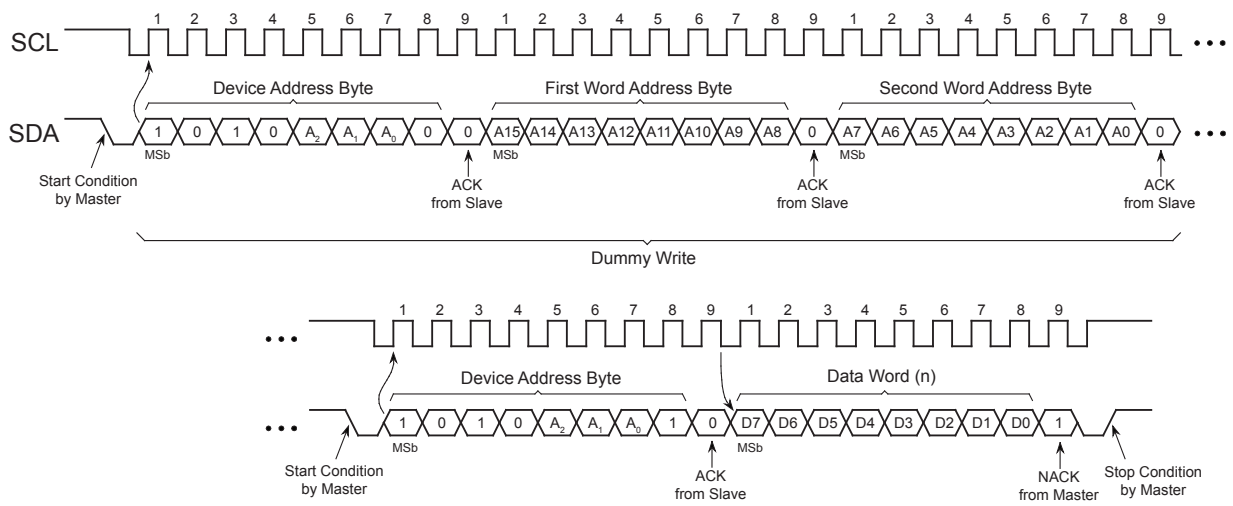 1 2 3 4 5 6 7 8 9 1 2 3 4 5 6 7 8 9 1 2 3 4 5 6 7 8 9
SCL
Device Address Byte First Word Address Byte Second Word Address Byte
SDA 1 0 1 0 A₂ A₁ A₀ 0 0 A15 A14 A13 A12 A11 A10 A9 A8 0 A7 A6 A5 A4 A3 A2 A1 A0 0
MSb MSb MSb
Start Condition
by Master
ACK
from Slave
ACK
from Slave
ACK
from Slave
Dummy Write
1 2 3 4 5 6 7 8 9 1 2 3 4 5 6 7 8 9
Device Address Byte Data Word (n)
1 0 1 0 A₂ A₁ A₀ 1 0 D7 D6 D5 D4 D3 D2 D1 D0 1
MSb MSb
Start Condition
by Master
ACK
from Slave
NACK
from Master
Stop Condition
by Master